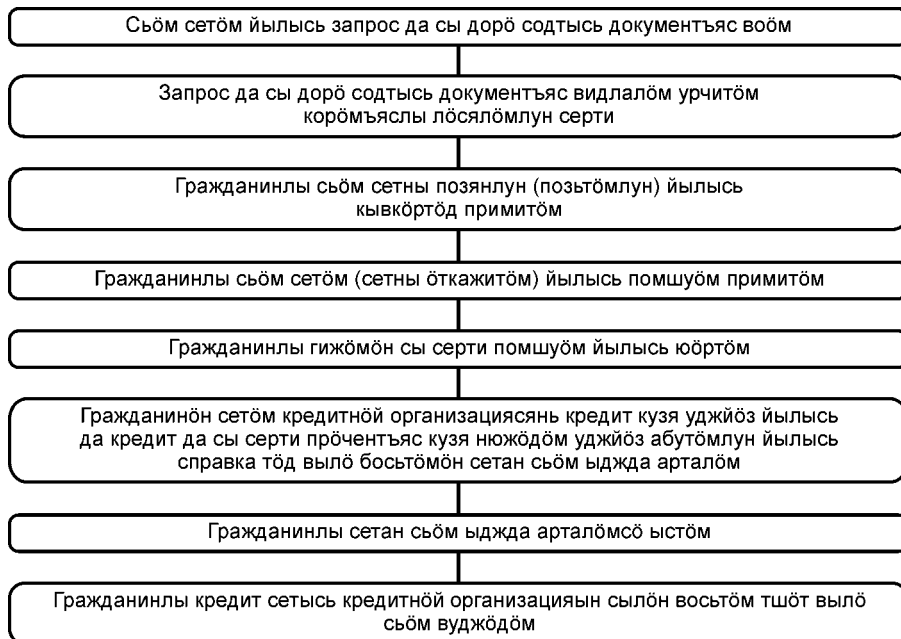 Сьӧм сетӧм йылысь запрос да сы дорӧ содтысь документъяс воӧм
Запрос да сы дорӧ содтысь документъяс видлалӧм урчитӧм
корӧмъяслы лӧсялӧмлун серти
Гражданинлы сьӧм сетны позянлун (позьтӧмлун) йылысь
кывкӧртӧд примитӧм
Гражданинлы сьӧм сетӧм (сетны ӧткажитӧм) йылысь помшуӧм примитӧм
Гражданинлы гижӧмӧн сы серти помшуӧм йылысь юӧртӧм
Гражданинӧн сетӧм кредитнӧй организациясянь кредит кузя уджйӧз йылысь
да кредит да сы серти прӧчентъяс кузя нюжӧдӧм уджйӧз абутӧмлун йылысь
справка тӧд вылӧ босьтӧмӧн сетан сьӧм ыджда арталӧм
Гражданинлы сетан сьӧм ыджда арталӧмсӧ ыстӧм
Гражданинлы кредит сетысь кредитнӧй организацияын сылӧн восьтӧм тшӧт вылӧ
сьӧм вуджӧдӧм